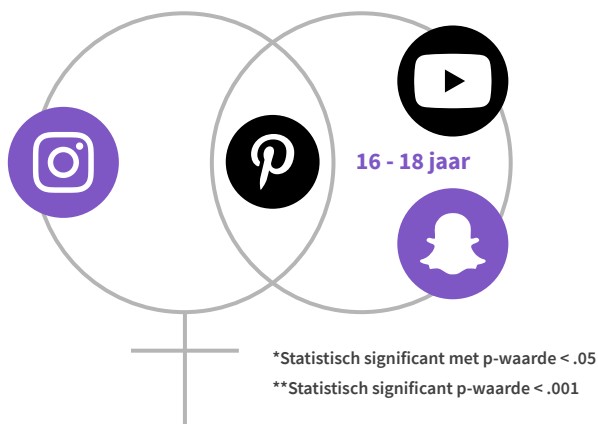 16 - 18 jaar
*Statistisch significant met p-waarde < .05
**Statistisch significant p-waarde < .001